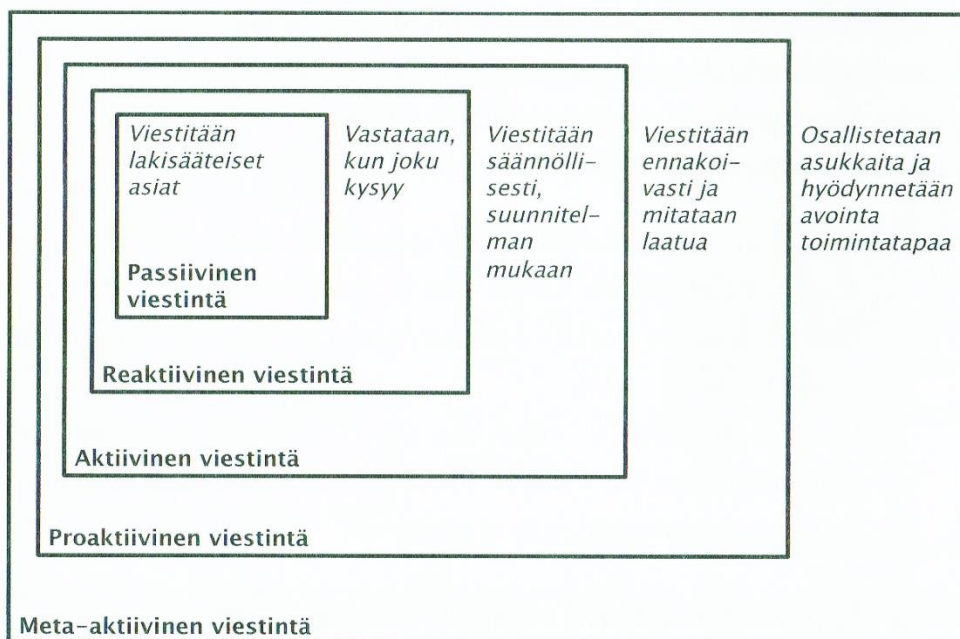 Viestitään
lakisääteiset
asiat
Passiivinen
viestintä
Vastataan,
kun joku
kysyy
Reaktiivinen viestintä
Viestitään
säännölli-
sesti,
suunnitel-
man
mukaan
Aktiivinen viestintä
Viestitään
ennakoi-
vasti ja
mitataan
laatua
Proaktiivinen viestintä
Osallistetaan
asukkaita ja
hyödynnetään
avointa
toimintatapaa
Meta-aktiivinen viestintä